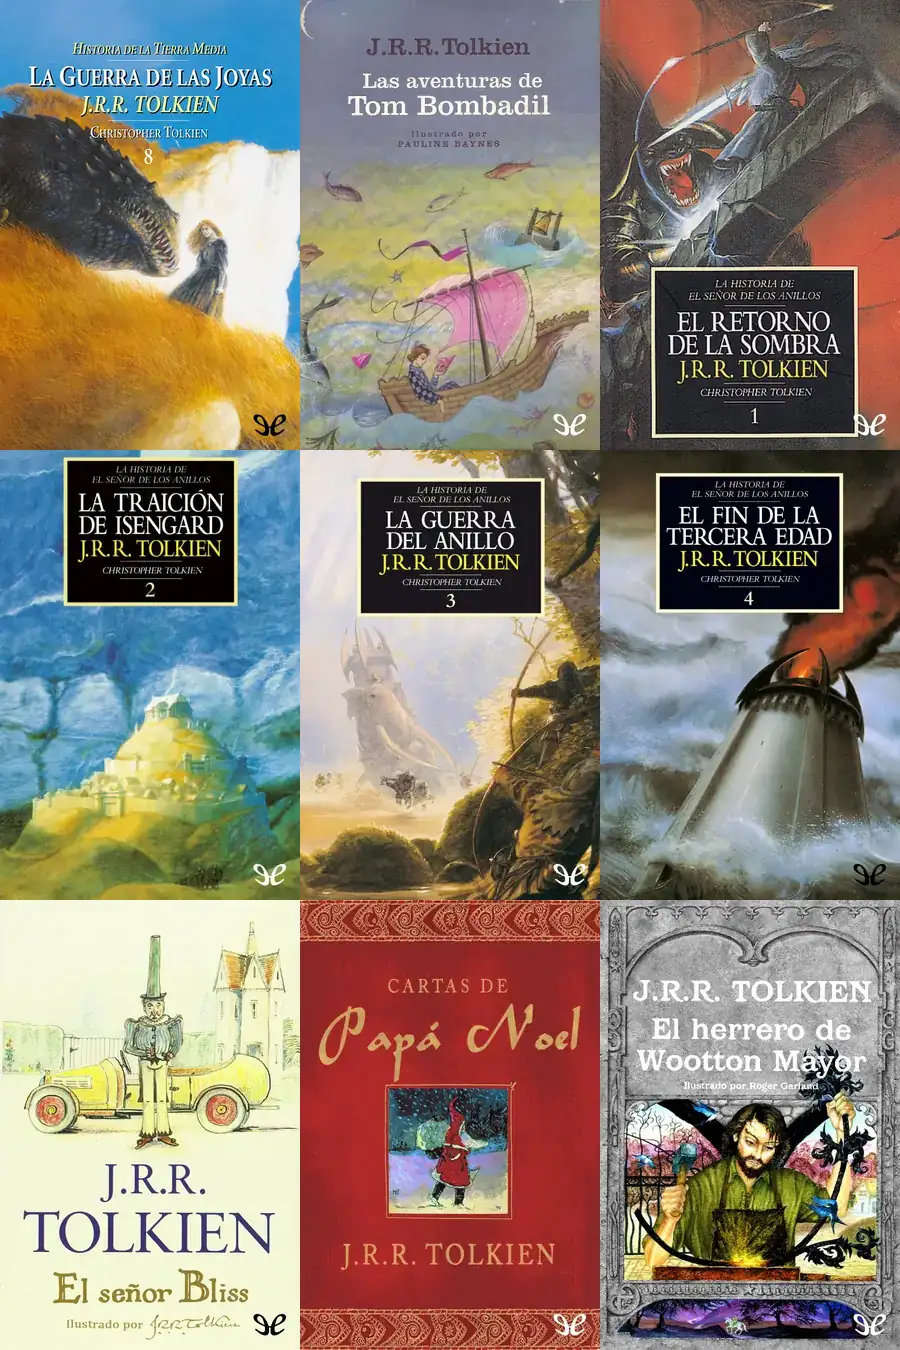 HISTORIA DE LA TIERRA MEDIA
LA GUERRA DE LAS JOYAS
J.R.R. TOLKIEN
CHRISTOPHER TOLKIEN
8
J.R.R.Tolkien
Las aventuras de
Tom Bombadil
Ilustrado por
PAULINE BAYNES
LA HISTORIA DE
EL SEÑOR DE LOS ANILLOS
EL RETORNO
DE LA SOMBRA
J.R.R. TOLKIEN
CHRISTOPHER TOLKIEN
1
LA HISTORIA DE
EL SEÑOR DE LOS ANILLOS
LA TRAICIÓN
DE ISENGARD
J.R.R. TOLKIEN
CHRISTOPHER TOLKIEN
2
LA HISTORIA DE
EL SEÑOR DE LOS ANILLOS
LA GUERRA
DEL ANILLO
J.R.R. TOLKIEN
CHRISTOPHER TOLKIEN
3
LA HISTORIA DE
EL SEÑOR DE LOS ANILLOS
EL FIN DE LA
TERCERA EDAD
J.R.R. TOLKIEN
CHRISTOPHER TOLKIEN
4
J.R.R.
TOLKIEN
El señor Bliss
Ilustrado por JRRTolkien
CARTAS DE
Papá Noel
J.R.R. TOLKIEN
J.R.R. TOLKIEN
El herrero de
Wootton Mayor
Ilustrado por Roger Garland